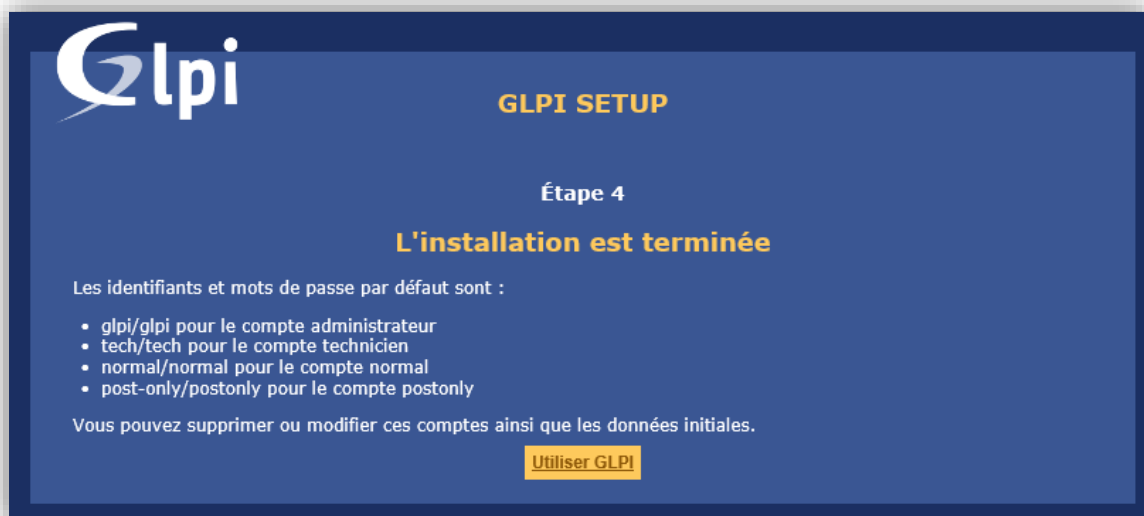 Glpi
GLPI SETUP
Étape 4
L'installation est terminée
Les identifiants et mots de passe par défaut sont :
• glpi/glpi pour le compte administrateur
• tech/tech pour le compte technicien
• normal/normal pour le compte normal
• post-only/postonly pour le compte postonly
Vous pouvez supprimer ou modifier ces comptes ainsi que les données initiales.
Utiliser GLPI